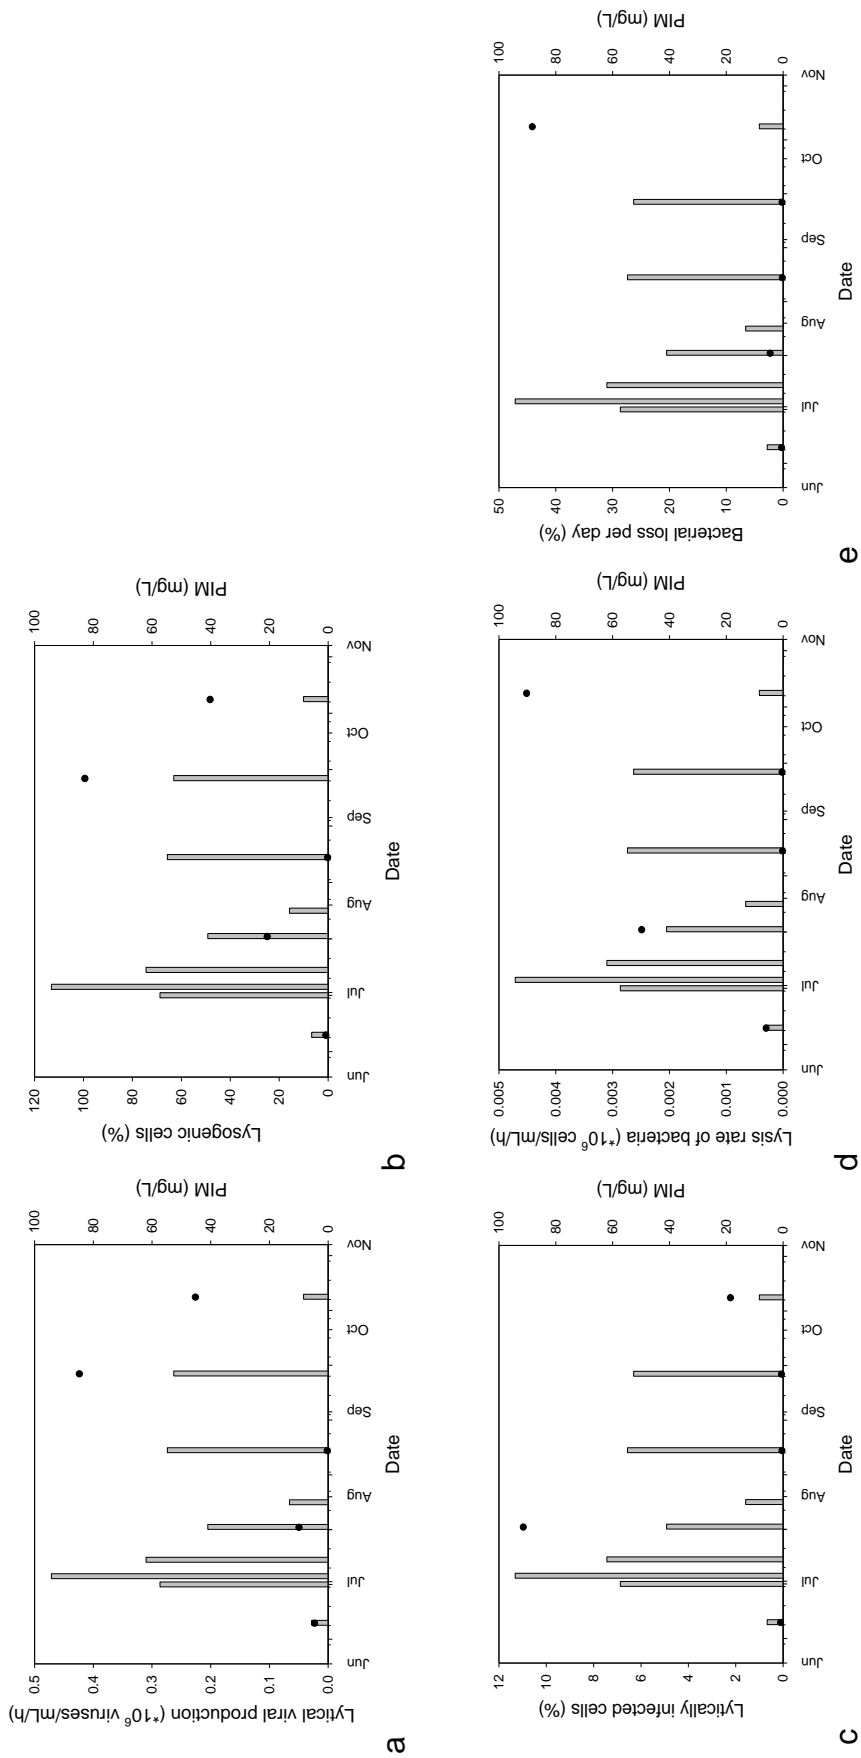 a
Lytical viral production (*10⁶ viruses/mL/h)
0.5
0.4
0.3
0.2
0.1
0.0
PIM (mg/L)
100
80
60
40
20
0
Jun
Jul
Aug
Sep
Oct
Nov
Date
b
Lysogenic cells (%)
120
100
80
60
40
20
0
PIM (mg/L)
100
80
60
40
20
0
Jun
Jul
Aug
Sep
Oct
Nov
Date
c
Lytically infected cells (%)
12
10
8
6
4
2
0
PIM (mg/L)
100
80
60
40
20
0
Jun
Jul
Aug
Sep
Oct
Nov
Date
d
Lysis rate of bacteria (*10⁶ cells/mL/h)
0.005
0.004
0.003
0.002
0.001
0.000
PIM (mg/L)
100
80
60
40
20
0
Jun
Jul
Aug
Sep
Oct
Nov
Date
e
Bacterial loss per day (%)
50
40
30
20
10
0
PIM (mg/L)
100
80
60
40
20
0
Jun
Jul
Aug
Sep
Oct
Nov
Date